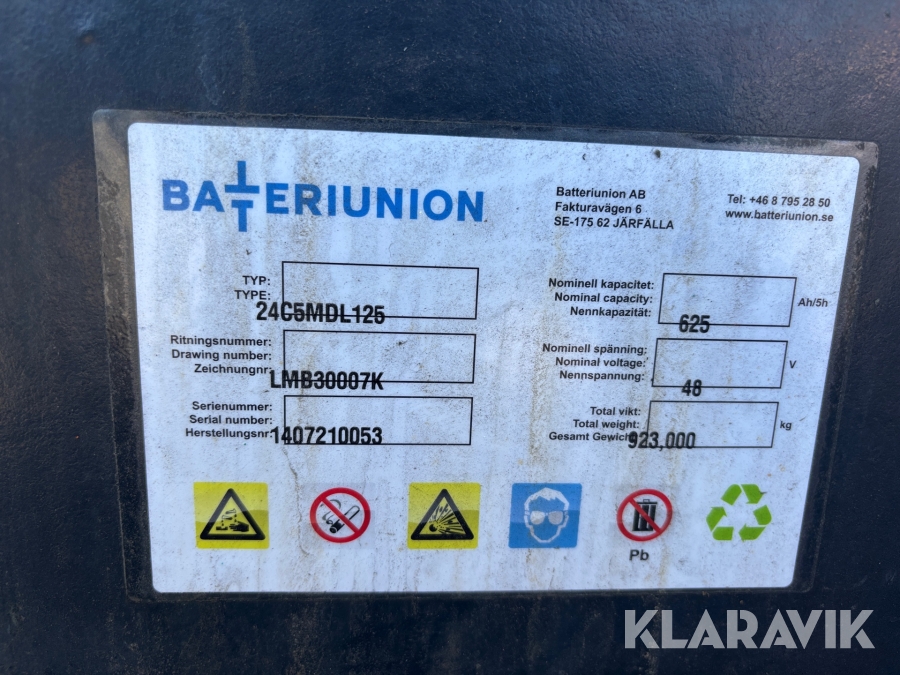 BATTERIUNION
Batteriunion AB
Fakturavägen 6
SE-175 62 JÄRFÄLLA
Tel: +46 8 795 28 50
www.batteriunion.se
TYP:
TYPE:
24C5MDL125
Ritningsnummer:
Drawing number:
Zeichnungnr:
LMB30007K
Serienummer:
Serial number:
Herstellungsnr:
1407210053
Nominell kapacitet:
Nominal capacity:
Nennkapazität:
625
Ah/5h
Nominell spänning:
Nominal voltage:
Nennspannung:
48
V
Total vikt:
Total weight:
Gesamt Gewicht
923,000
kg
Pb
KLARAVIK